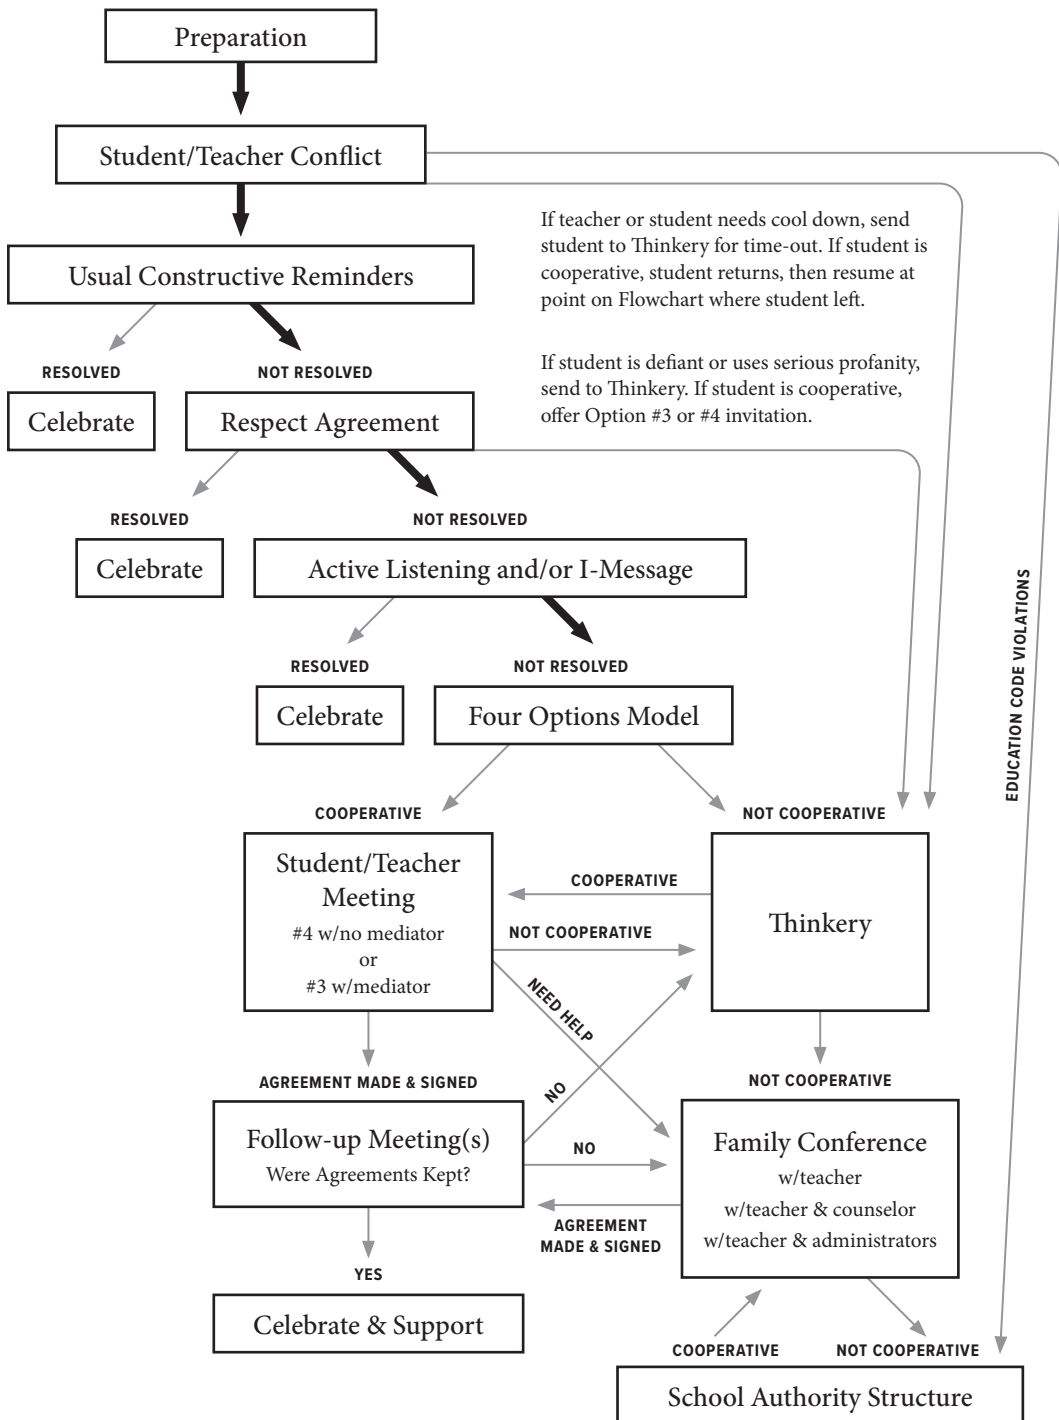 Preparation
Student/Teacher Conflict
If teacher or student needs cool down, send
student to Thinkery for time-out. If student is
cooperative, student returns, then resume at
point on Flowchart where student left.
Usual Constructive Reminders
If student is defiant or uses serious profanity,
send to Thinkery. If student is cooperative,
offer Option #3 or #4 invitation.
RESOLVED
NOT RESOLVED
Celebrate
Respect Agreement
RESOLVED
NOT RESOLVED
Celebrate
Active Listening and/or I-Message
EDUCATION CODE VIOLATIONS
RESOLVED
NOT RESOLVED
Celebrate
Four Options Model
COOPERATIVE
NOT COOPERATIVE
Student/Teacher
Meeting
#4 w/no mediator
or
#3 w/mediator
COOPERATIVE
NOT COOPERATIVE
Thinkery
NEED HELP
AGREEMENT MADE & SIGNED
NO
NOT COOPERATIVE
Follow-up Meeting(s)
Were Agreements Kept?
NO
AGREEMENT
MADE & SIGNED
Family Conference
w/teacher
w/teacher & counselor
w/teacher & administrators
YES
Celebrate & Support
COOPERATIVE
NOT COOPERATIVE
School Authority Structure